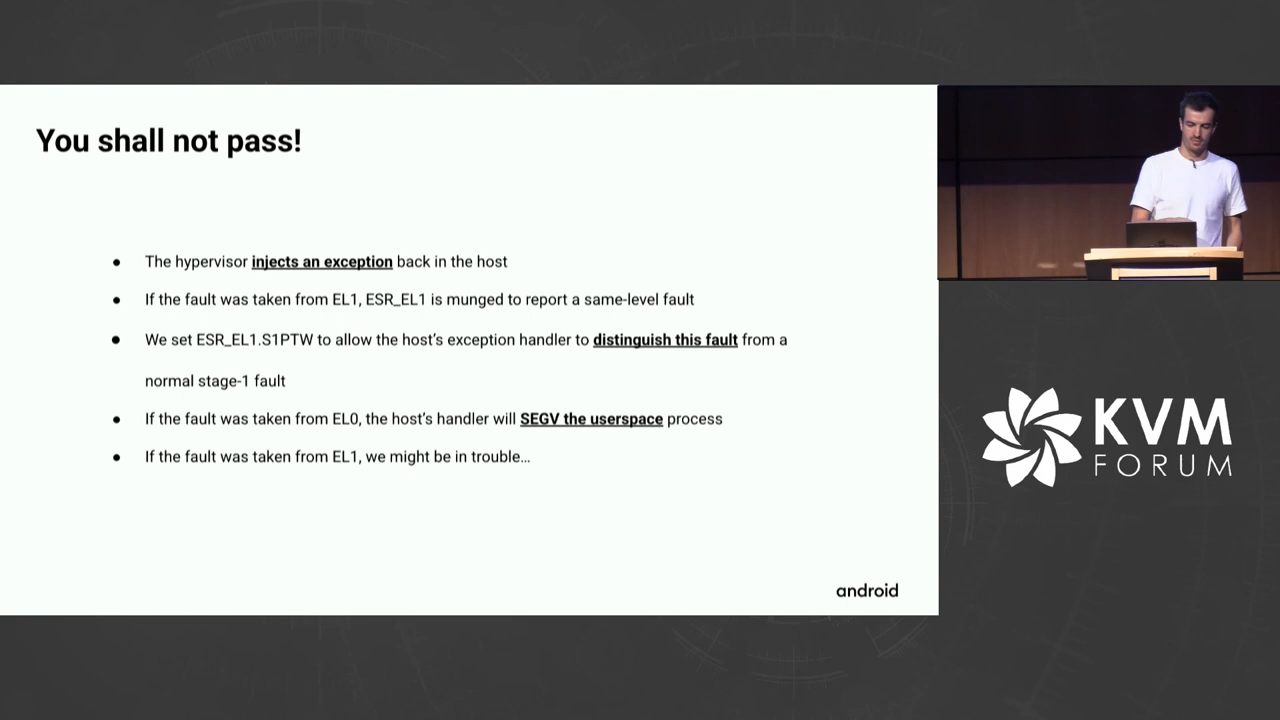 You shall not pass!
● The hypervisor injects an exception back in the host
● If the fault was taken from EL1, ESR_EL1 is munged to report a same-level fault
● We set ESR_EL1.S1PTW to allow the host's exception handler to distinguish this fault from a
normal stage-1 fault
● If the fault was taken from EL0, the host's handler will SEGV the userspace process
● If the fault was taken from EL1, we might be in trouble…
android
KVM
FORUM